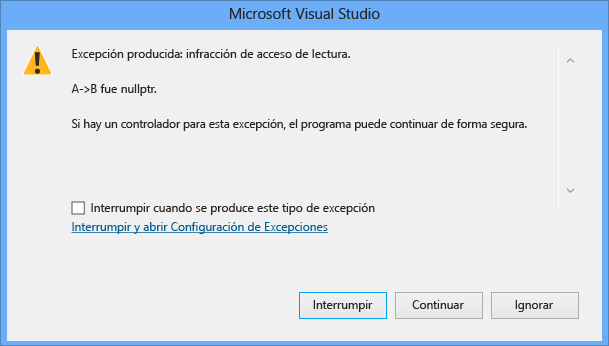 Microsoft Visual Studio
Excepción producida: infracción de acceso de lectura.
A->B fue nullptr.
Si hay un controlador para esta excepción, el programa puede continuar de forma segura.
Interrumpir cuando se produce este tipo de excepción
Interrumpir y abrir Configuración de Excepciones
Interrumpir Continuar Ignorar